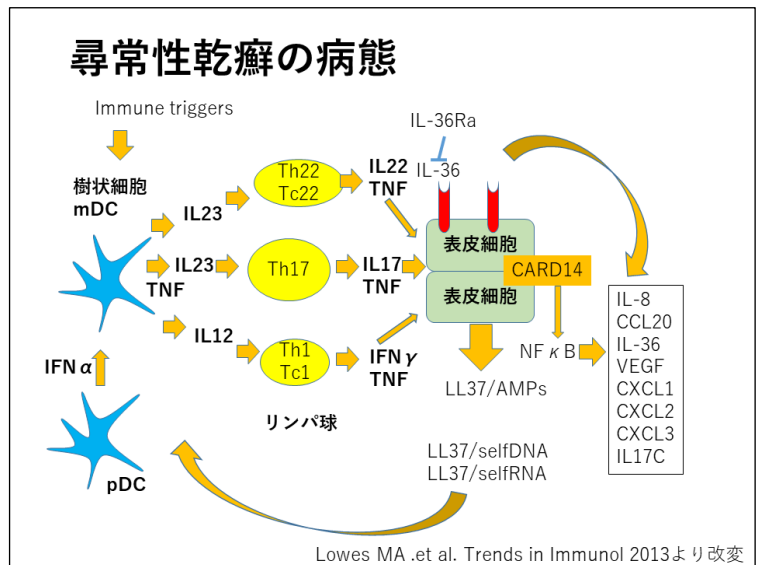 尋常性乾癬の病態
Immune triggers
樹状細胞
mDC
IL23
IL23
TNF
IL12
IFNα
pDC
Th22
Tc22
Th17
Th1
Tc1
リンパ球
IL22
TNF
IL17
TNF
IFNγ
TNF
IL-36Ra
IL-36
表皮細胞
表皮細胞
CARD14
NFκB
LL37/AMPs
LL37/selfDNA
LL37/selfRNA
IL-8
CCL20
IL-36
VEGF
CXCL1
CXCL2
CXCL3
IL17C
Lowes MA .et al. Trends in Immunol 2013より改変